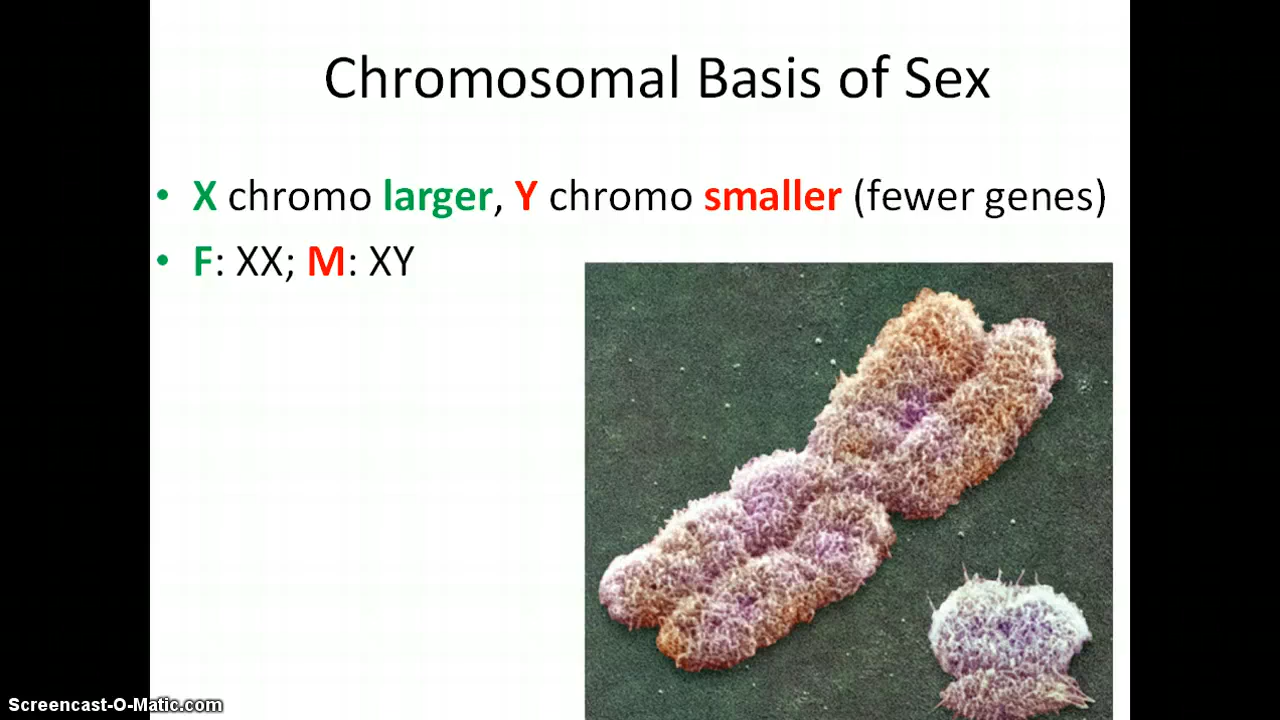 Chromosomal Basis of Sex
• X chromo larger, Y chromo smaller (fewer genes)
• F: XX; M: XY
Screencast-O-Matic.com